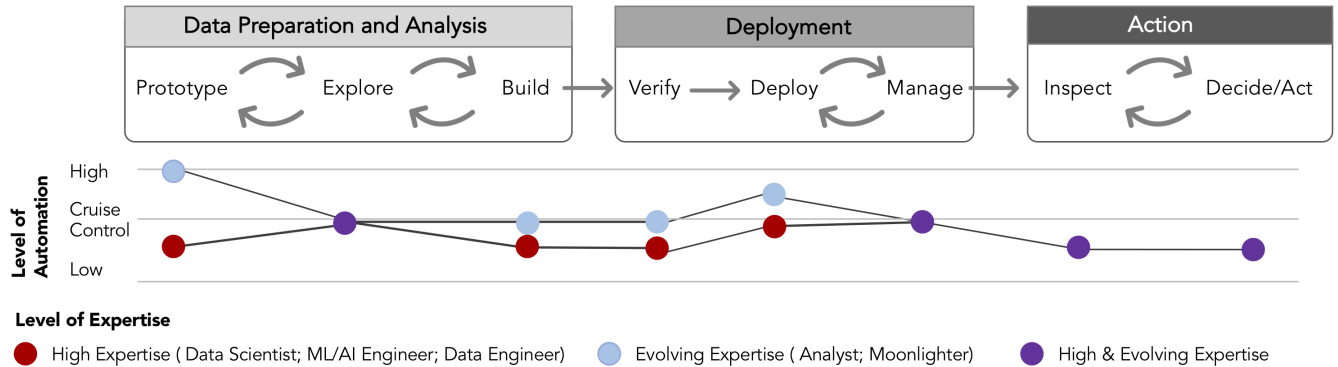 Data Preparation and Analysis
Deployment
Action
Prototype
Explore
Build
Verify
Deploy
Manage
Inspect
Decide/Act
Level of
Automation
High
Cruise
Control
Low
Level of Expertise
High Expertise ( Data Scientist; ML/AI Engineer; Data Engineer)
Evolving Expertise ( Analyst; Moonlighter)
High & Evolving Expertise